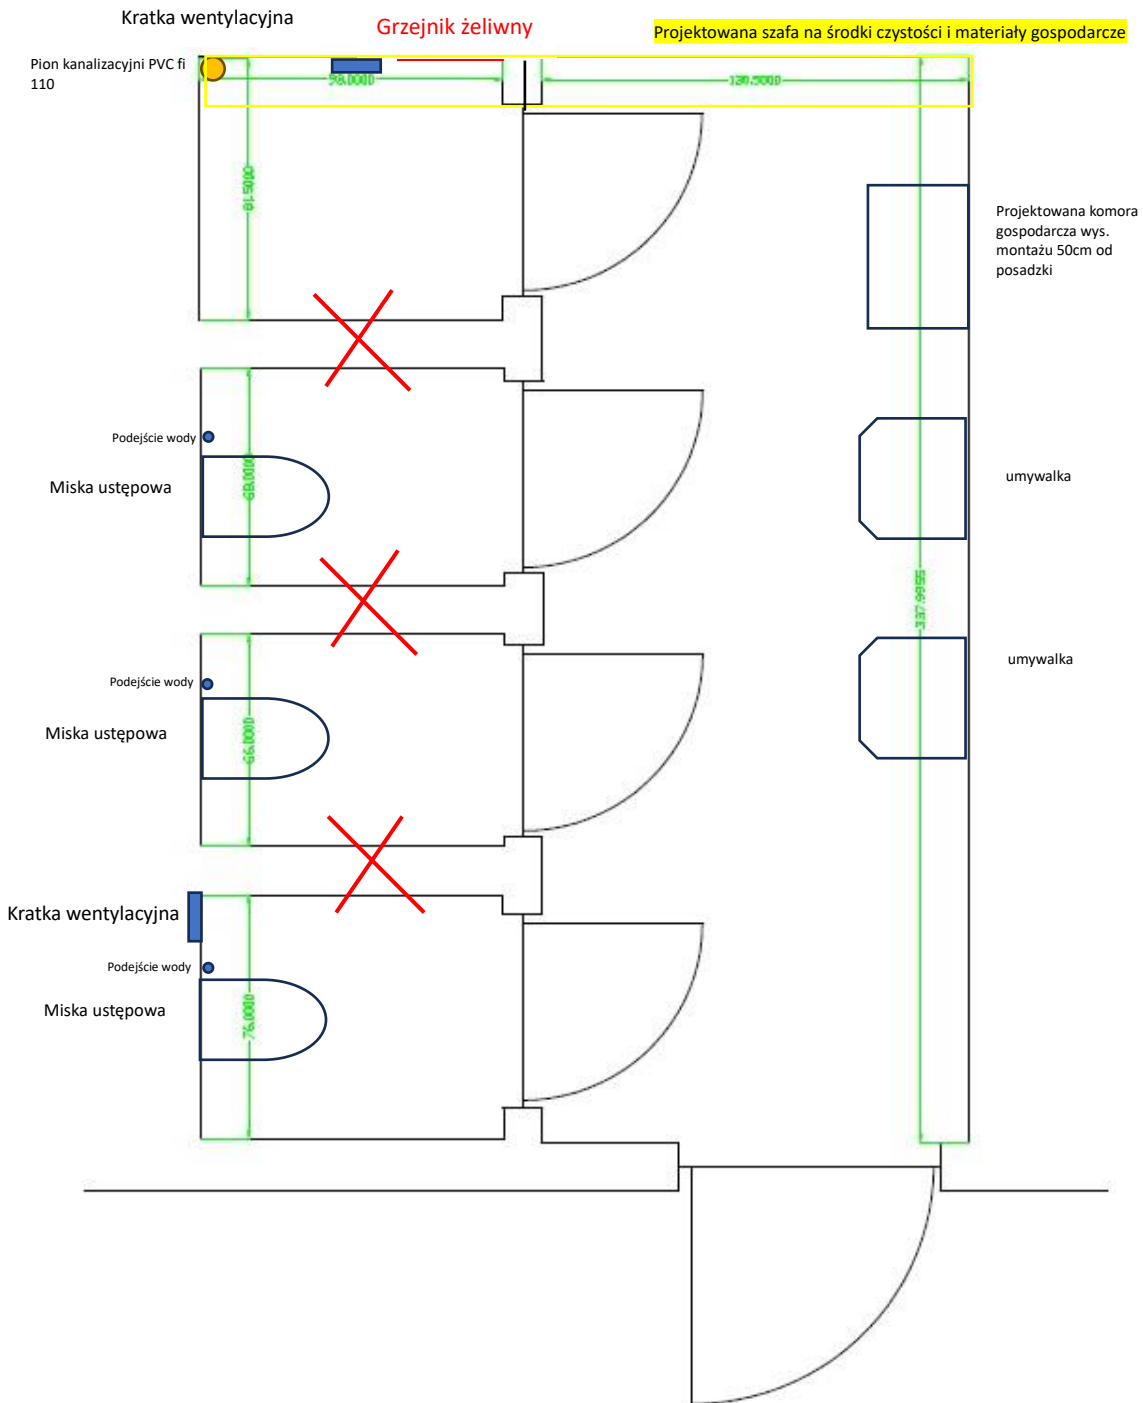 Kratka wentylacyjna
Grzejnik żeliwny
Projektowana szafa na środki czystości i materiały gospodarcze
Pion kanalizacyjni PVC fi
110
98.0000
130.5000
81.5000
Projektowana komora
gospodarcza wys.
montażu 50cm od
posadzki
Podejście wody
68.0000
Miska ustępowa
umywalka
337.9955
umywalka
Podejście wody
66.0000
Miska ustępowa
Kratka wentylacyjna
Podejście wody
Miska ustępowa
76.0000